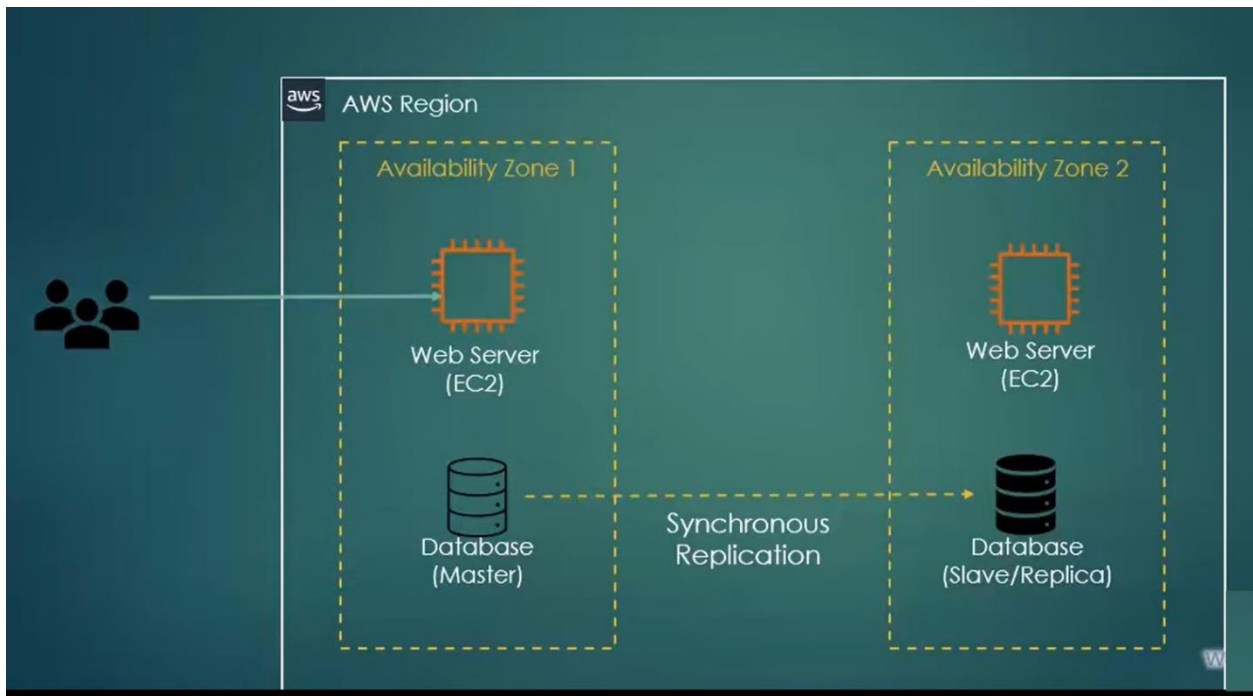 aws
AWS Region
Availability Zone 1
Availability Zone 2
Web Server
(EC2)
Web Server
(EC2)
Synchronous
Replication
Database
(Master)
Database
(Slave/Replica)
W